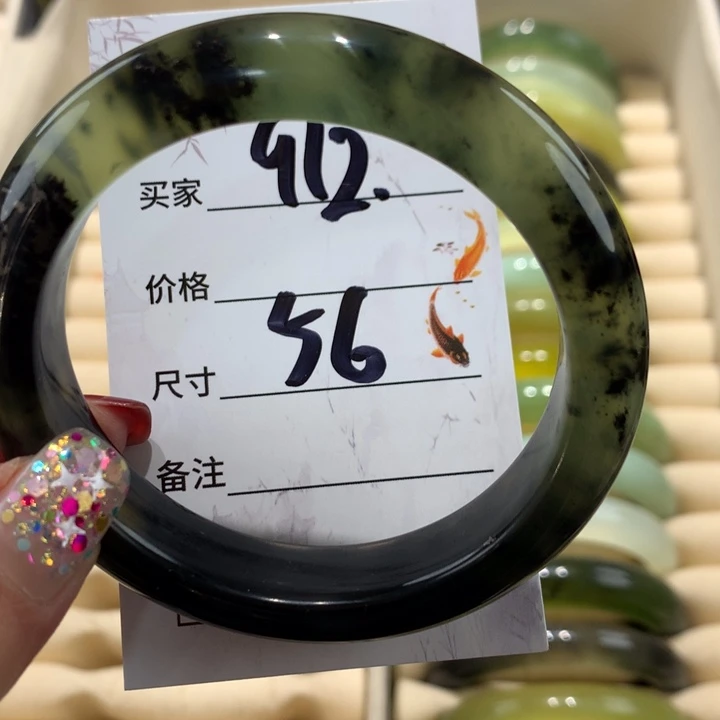 买家 912.
价格
尺寸 56
备注